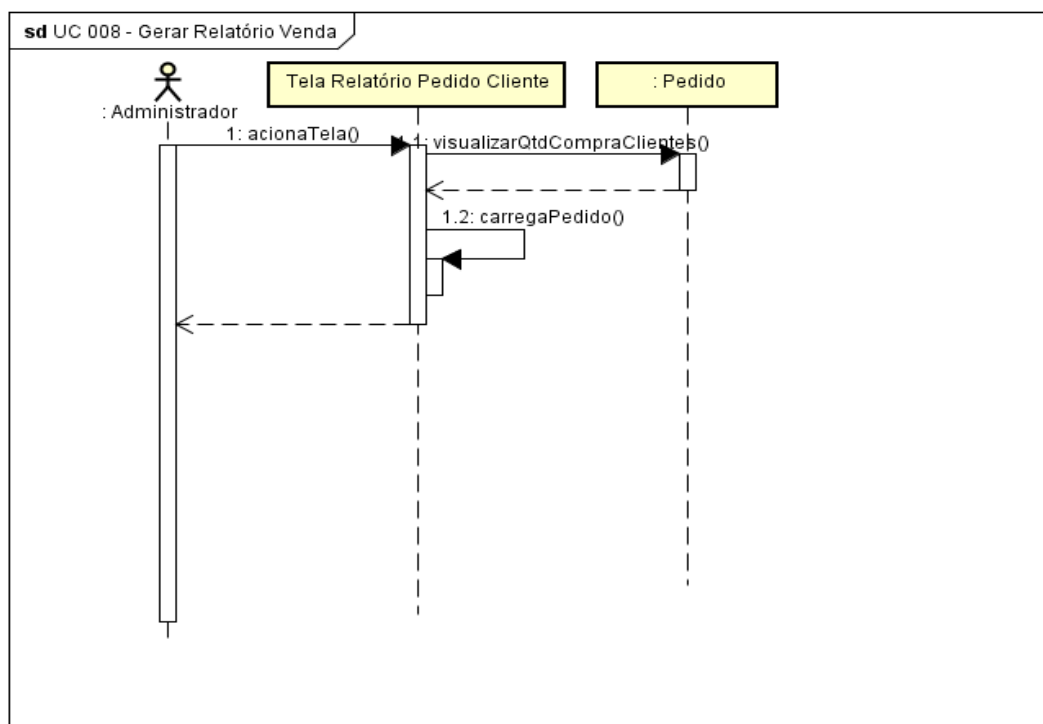 sd UC 008 - Gerar Relatório Venda
Tela Relatório Pedido Cliente
: Pedido
: Administrador
1: acionaTela()
1.1: visualizarQtdCompraClientes()
1.2: carregaPedido()